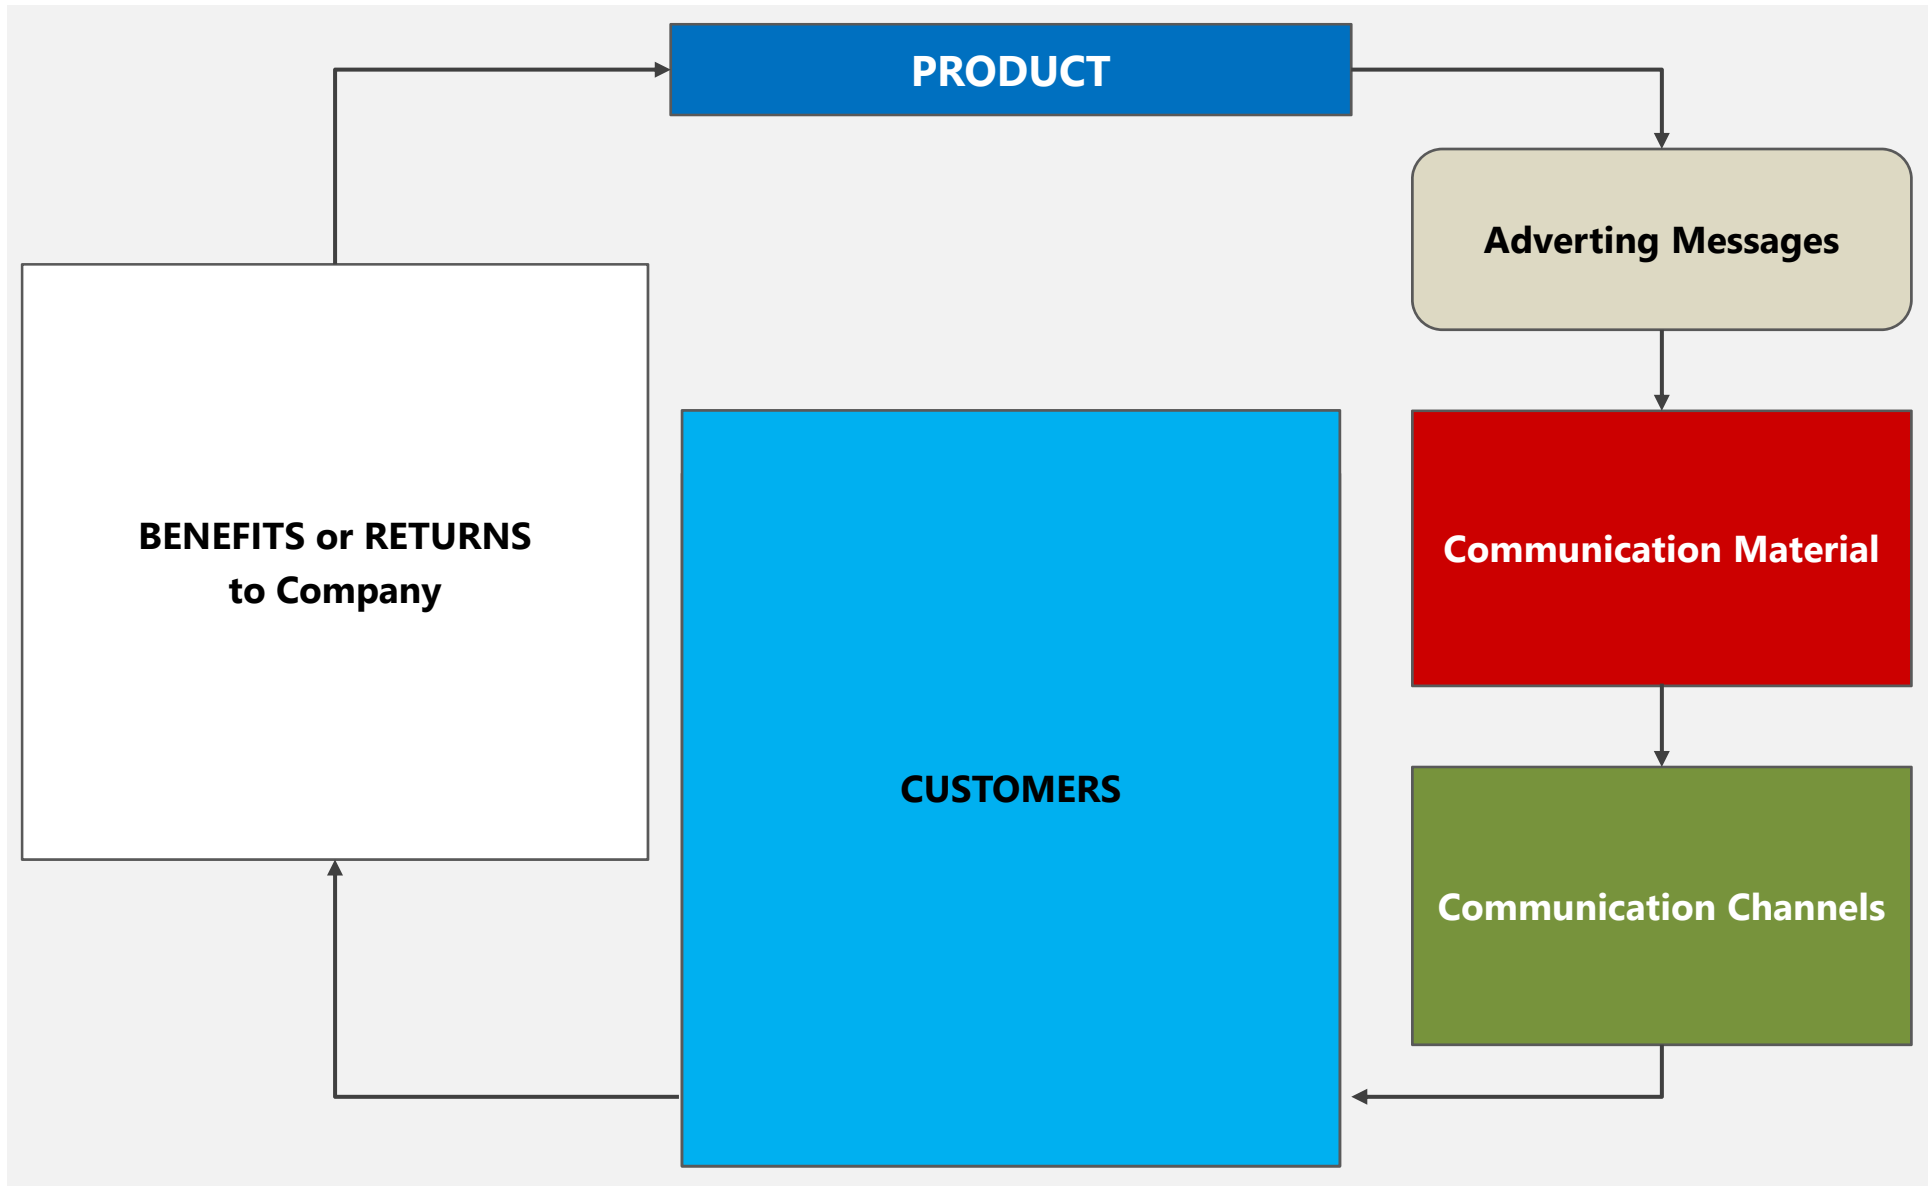 PRODUCT
Adverting Messages
Communication Material
Communication Channels
CUSTOMERS
BENEFITS or RETURNS
to Company